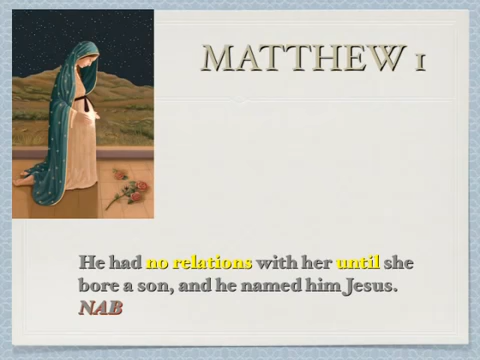 MATTHEW 1
He had no relations with her until she
bore a son, and he named him Jesus.
NAB